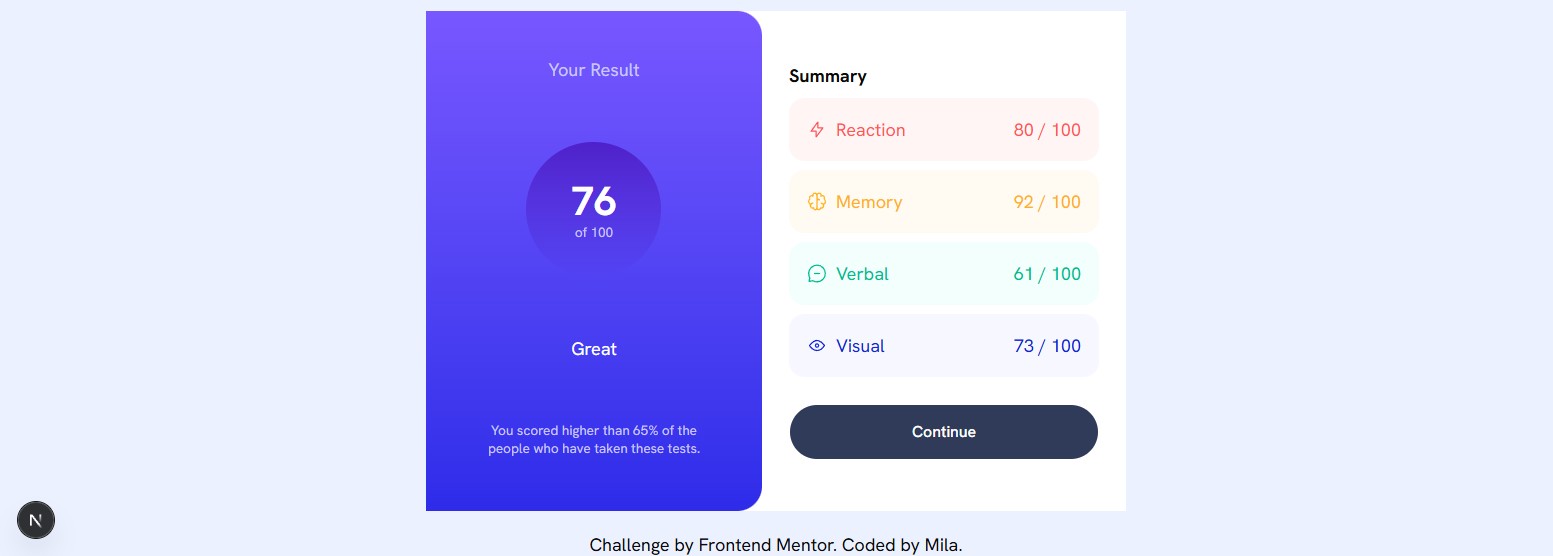 Your Result
76
of 100
Great
You scored higher than 65% of the
people who have taken these tests.
Summary
Reaction 80 / 100
Memory 92 / 100
Verbal 61 / 100
Visual 73 / 100
Continue
N
Challenge by Frontend Mentor. Coded by Mila.